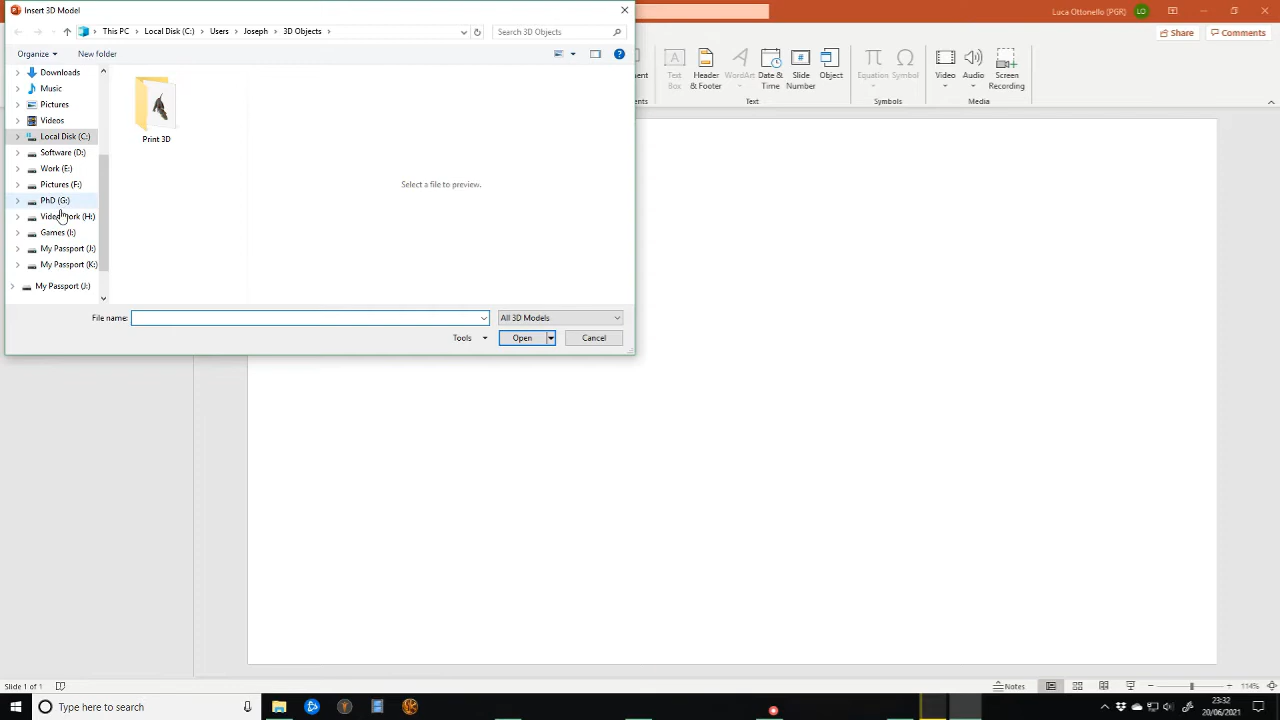 Insert 3D Model
Luca Ottonello (PGR) LO
This PC > Local Disk (C:) > Users > Joseph > 3D Objects >
Search 3D Objects
Share Comments
Organize New folder
Downloads
Music
Pictures
Videos
Local Disk (C:)
Software (D:)
Work (E:)
Pictures (F:)
PhD (G:)
Games (I:)
My Passport (J:)
My Passport (K:)
My Passport (J:)
Print 3D
Select a file to preview.
File name: All 3D Models
Tools Open Cancel
Text Box
Header & Footer
WordArt
Date & Time
Slide Number
Object
Equation
Symbol
Video
Audio
Screen Recording
Text
Symbols
Media
Slide 1 of 1
Notes
114%
Type here to search
23:32
20/06/2021